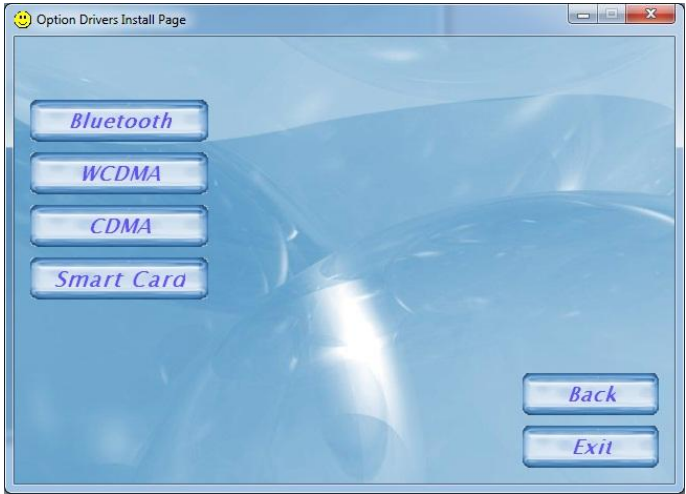 Option Drivers Install Page
Bluetooth
WCDMA
CDMA
Smart Card
Back
Exit